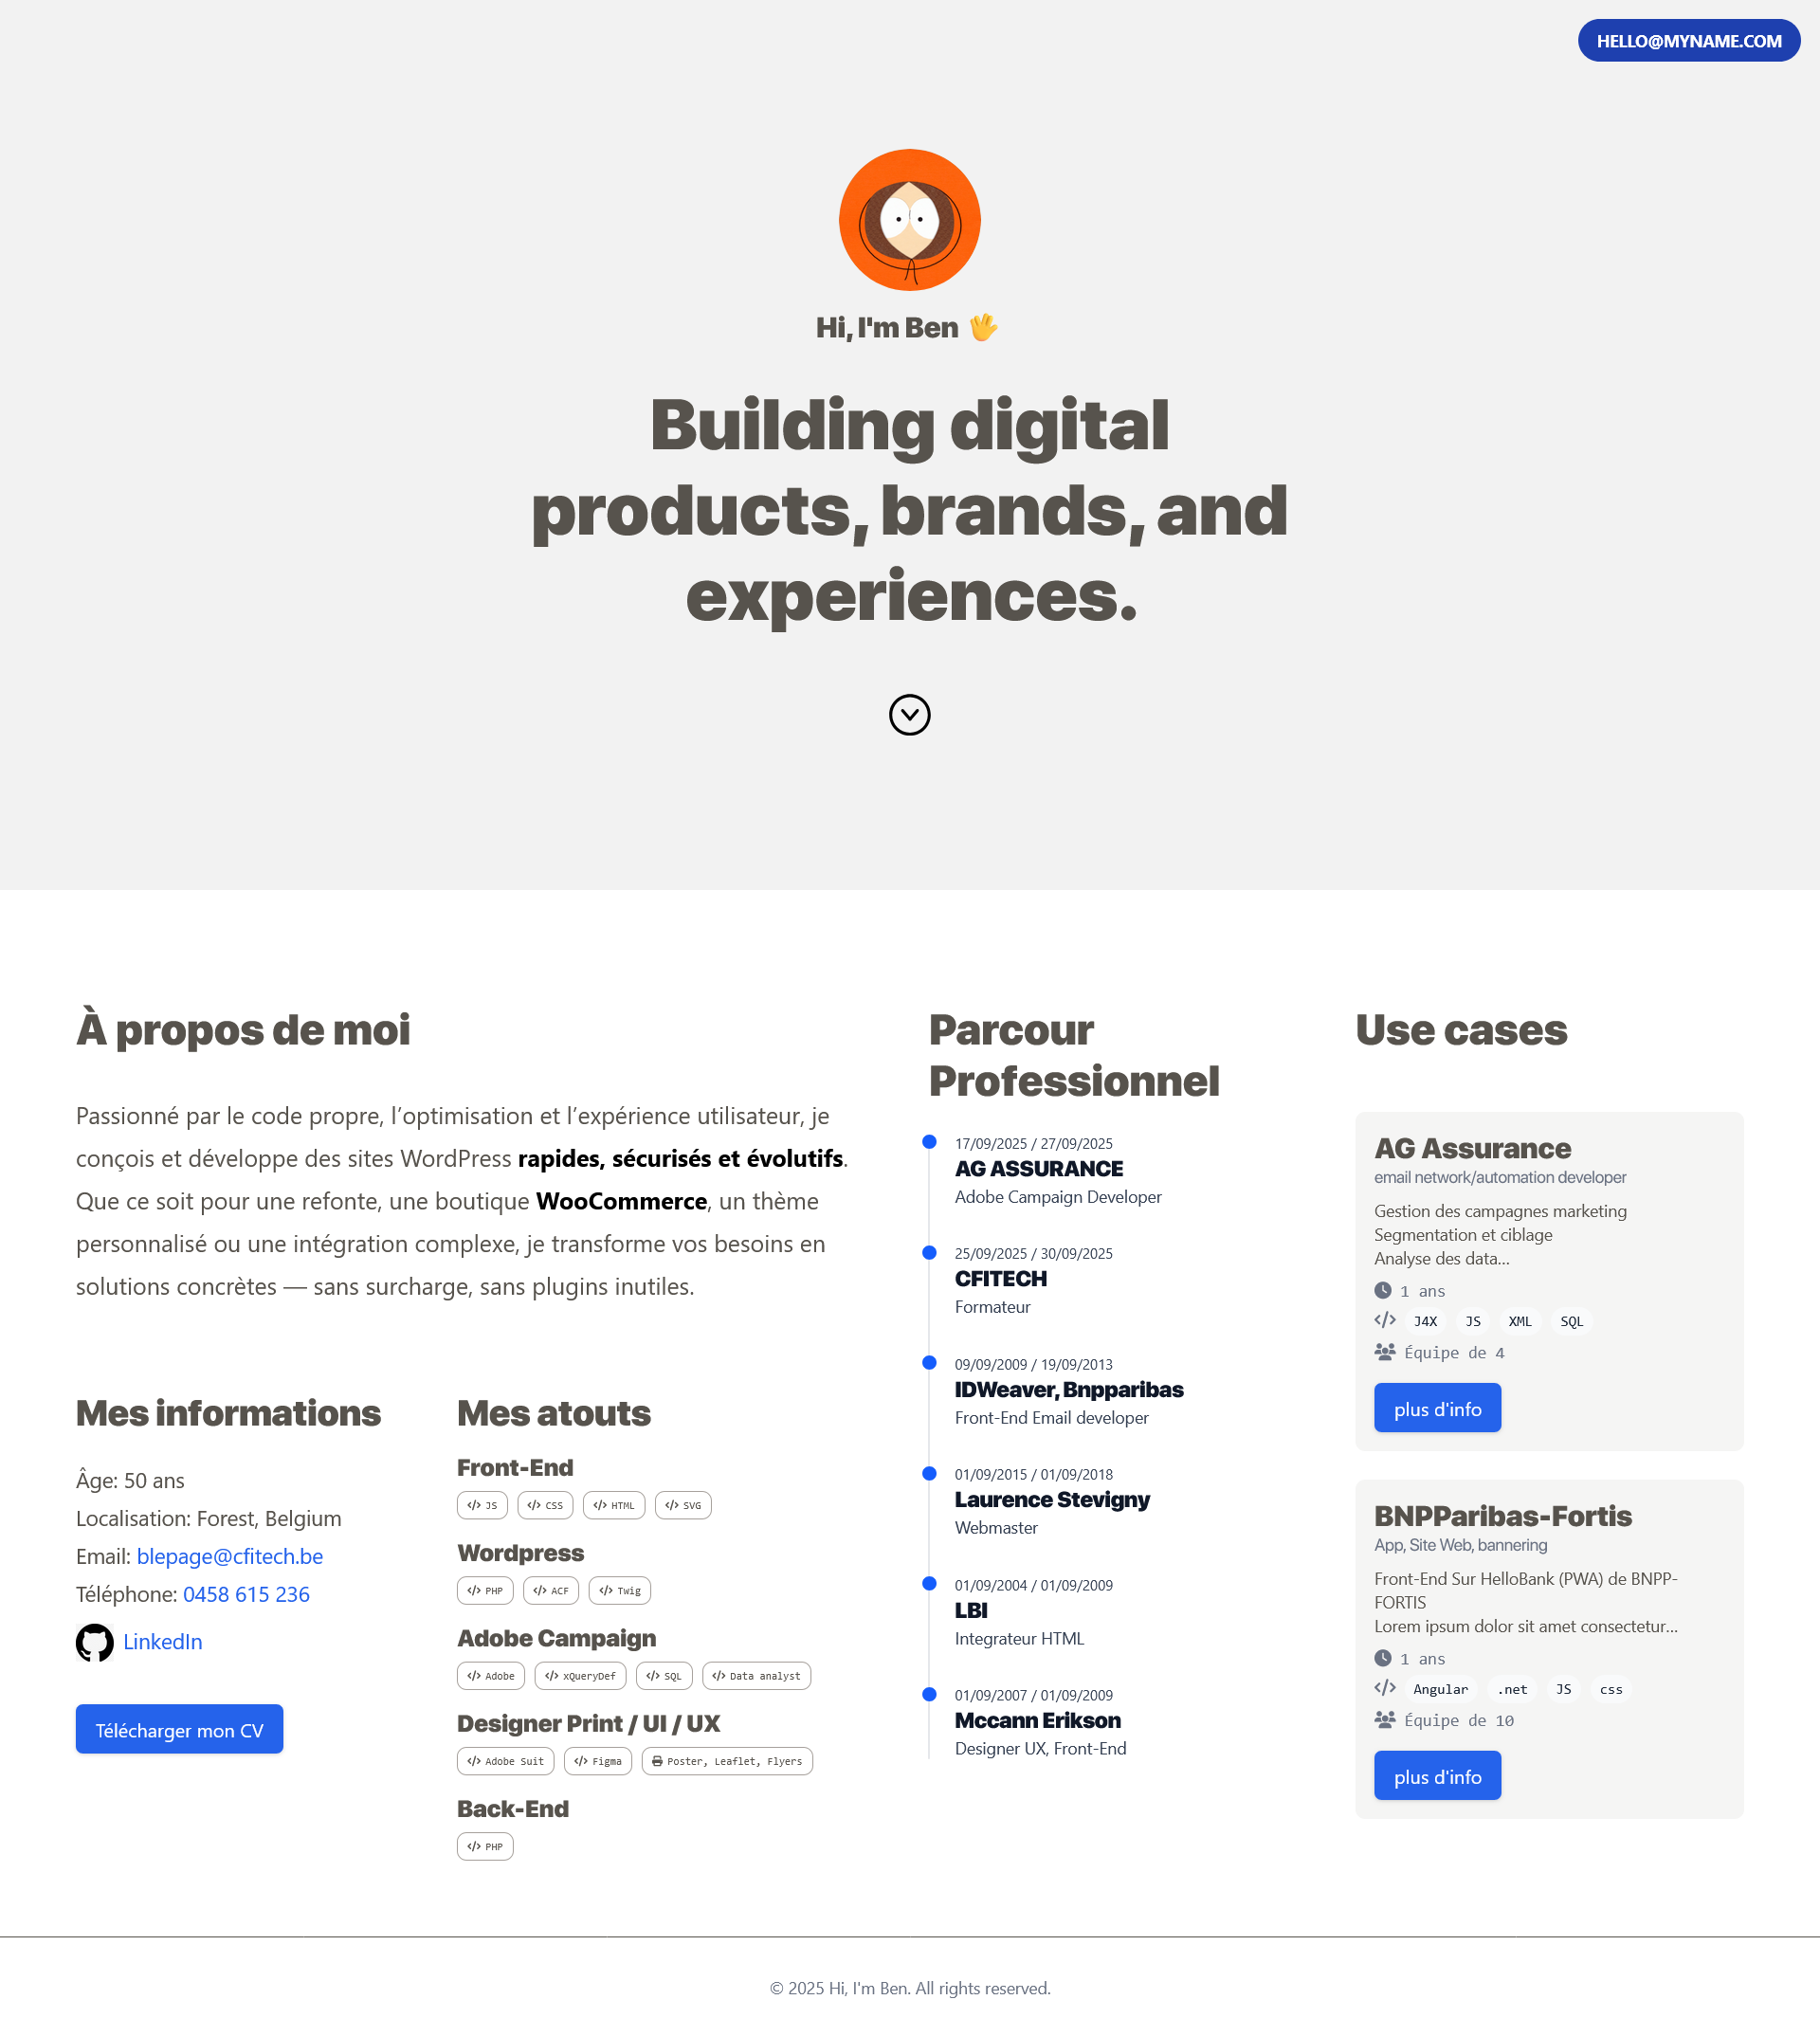 HELLO@MYNAME.COM
Hi, I'm Ben 🖖
Building digital
products, brands, and
experiences.
À propos de moi
Passionné par le code propre, l’optimisation et l’expérience utilisateur, je
conçois et développe des sites WordPress rapides, sécurisés et évolutifs.
Que ce soit pour une refonte, une boutique WooCommerce, un thème
personnalisé ou une intégration complexe, je transforme vos besoins en
solutions concrètes — sans surcharge, sans plugins inutiles.
Mes informations
Âge: 50 ans
Localisation: Forest, Belgium
Email: blepage@cfitech.be
Téléphone: 0458 615 236
LinkedIn
Télécharger mon CV
Mes atouts
Front-End
JS CSS HTML SVG
Wordpress
PHP ACF Twig
Adobe Campaign
Adobe xQueryDef SQL Data analyst
Designer Print / UI / UX
Adobe Suit Figma Poster, Leaflet, Flyers
Back-End
PHP
Parcour
Professionnel
17/09/2025 / 27/09/2025
AG ASSURANCE
Adobe Campaign Developer
25/09/2025 / 30/09/2025
CFITECH
Formateur
09/09/2009 / 19/09/2013
IDWeaver, Bnpparibas
Front-End Email developer
01/09/2015 / 01/09/2018
Laurence Stevigny
Webmaster
01/09/2004 / 01/09/2009
LBI
Integrateur HTML
01/09/2007 / 01/09/2009
Mccann Erikson
Designer UX, Front-End
Use cases
AG Assurance
email network/automation developer
Gestion des campagnes marketing
Segmentation et ciblage
Analyse des data...
1 ans
J4X JS XML SQL
Équipe de 4
plus d'info
BNPParibas-Fortis
App, Site Web, bannering
Front-End Sur HelloBank (PWA) de BNPP-
FORTIS
Lorem ipsum dolor sit amet consectetur...
1 ans
Angular .net JS css
Équipe de 10
plus d'info
© 2025 Hi, I'm Ben. All rights reserved.